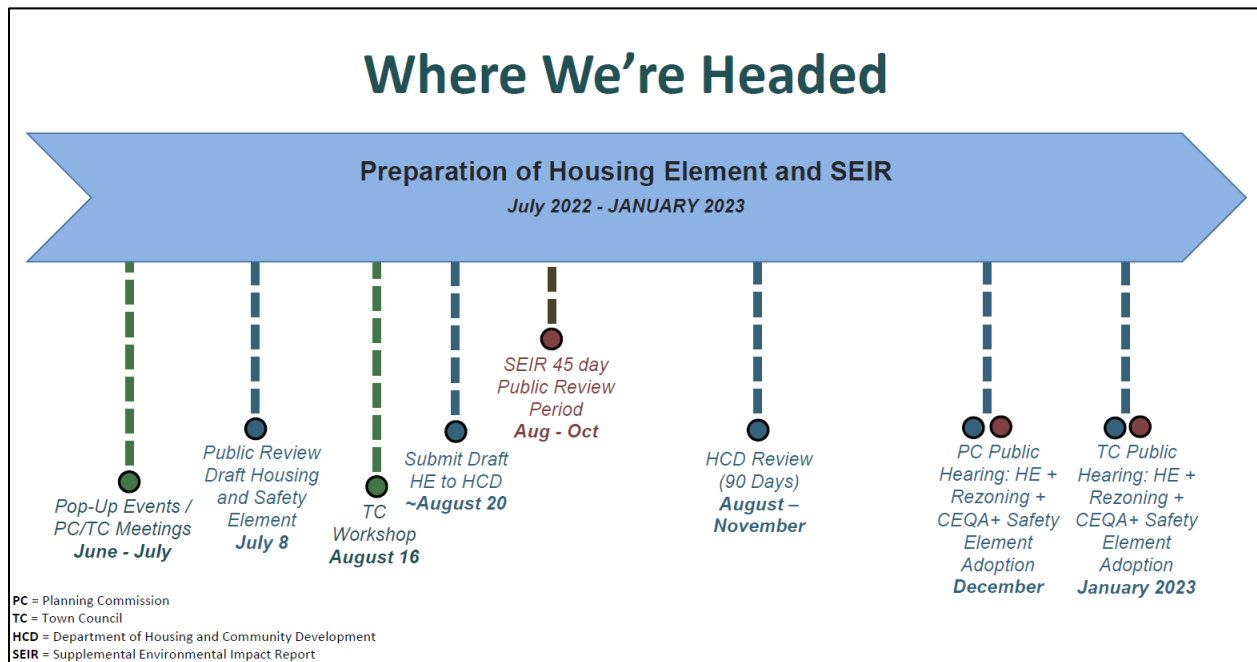 Where We're Headed
Preparation of Housing Element and SEIR
July 2022 - JANUARY 2023
Pop-Up Events /
PC/TC Meetings
June - July
Public Review
Draft Housing
and Safety
Element
July 8
TC
Workshop
August 16
Submit Draft
HE to HCD
~August 20
SEIR 45 day
Public Review
Period
Aug - Oct
HCD Review
(90 Days)
August –
November
PC Public
Hearing: HE +
Rezoning +
CEQA+ Safety
Element
Adoption
December
TC Public
Hearing: HE +
Rezoning +
CEQA+ Safety
Element
Adoption
January 2023
PC = Planning Commission
TC = Town Council
HCD = Department of Housing and Community Development
SEIR = Supplemental Environmental Impact Report